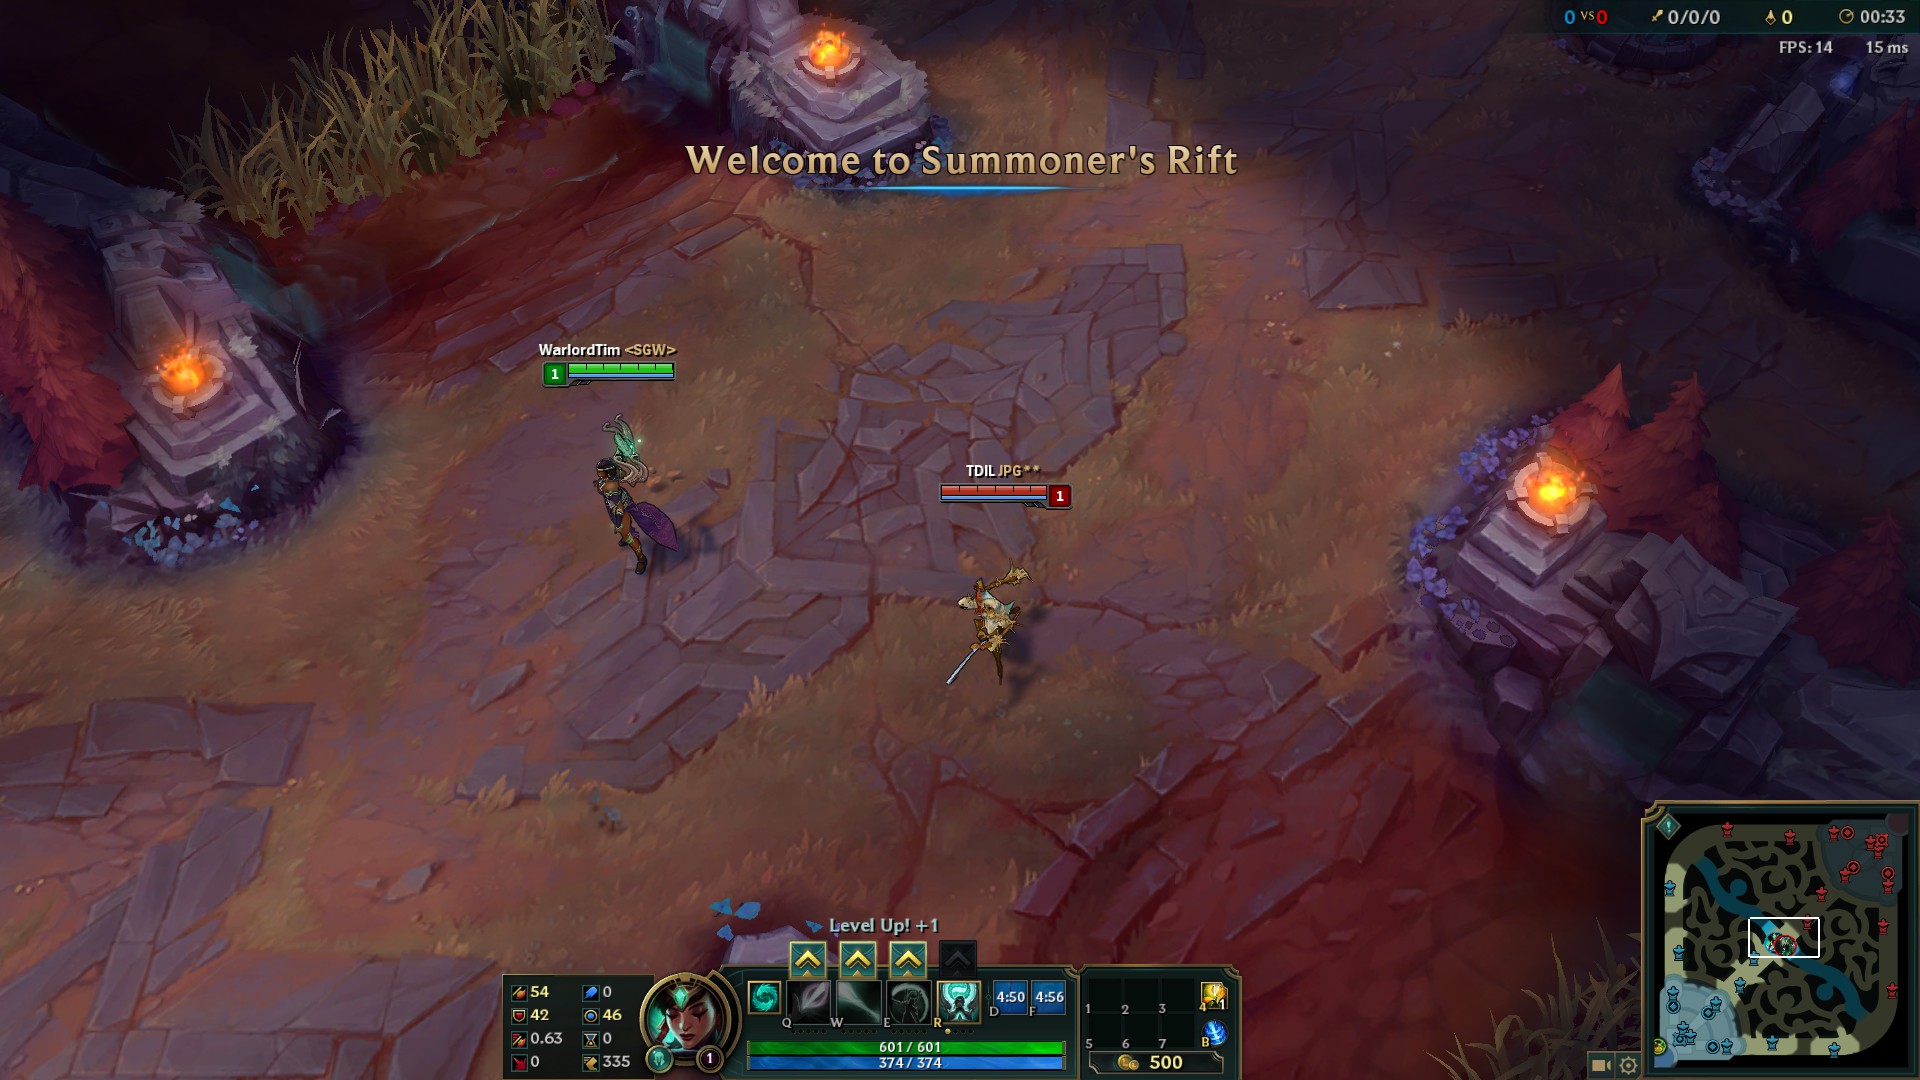 0 VS 0 0/0/0 0 00:33
FPS: 14 15 ms
Welcome to Summoner's Rift
WarlordTim <SGW>
1
TDIL JPG**
1
Level Up! +1
54 0
42 46
0.63 0
0 335
1
Q W E R
4:50 D 4:56 F
601 / 601
374 / 374
1 2 3 4 1
5 6 7 B
500